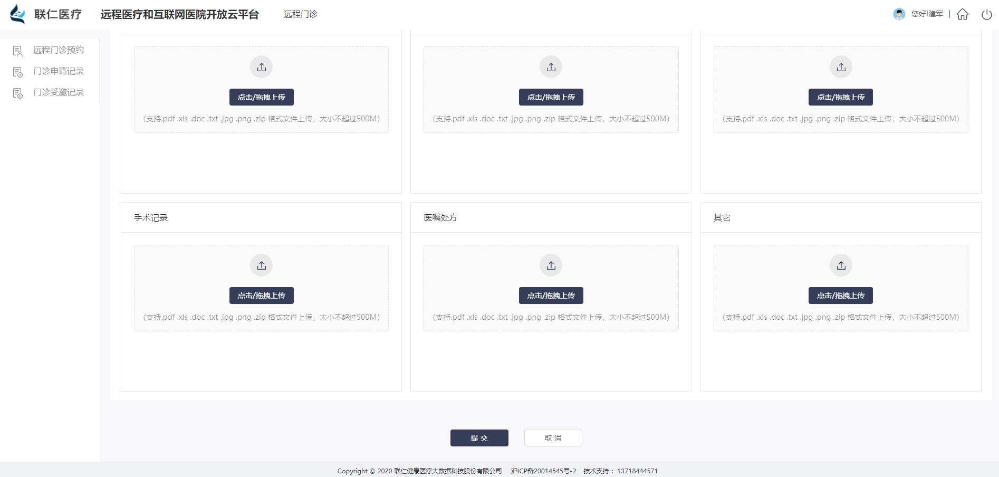 联仁医疗 远程医疗和互联网医院开放云平台 远程门诊 您好!建军 |
远程门诊预约
门诊申请记录
门诊受邀记录
点击/拖拽上传 点击/拖拽上传 点击/拖拽上传
(支持.pdf .xls .doc .txt .jpg .png .zip 格式文件上传，大小不超过500M) (支持.pdf .xls .doc .txt .jpg .png .zip 格式文件上传，大小不超过500M) (支持.pdf .xls .doc .txt .jpg .png .zip 格式文件上传，大小不超过500M)
手术记录 医嘱处方 其它
点击/拖拽上传 点击/拖拽上传 点击/拖拽上传
(支持.pdf .xls .doc .txt .jpg .png .zip 格式文件上传，大小不超过500M) (支持.pdf .xls .doc .txt .jpg .png .zip 格式文件上传，大小不超过500M) (支持.pdf .xls .doc .txt .jpg .png .zip 格式文件上传，大小不超过500M)
提 交 取 消
Copyright © 2020 联仁健康医疗大数据科技股份有限公司 沪ICP备20014545号-2 技术支持： 13718444571